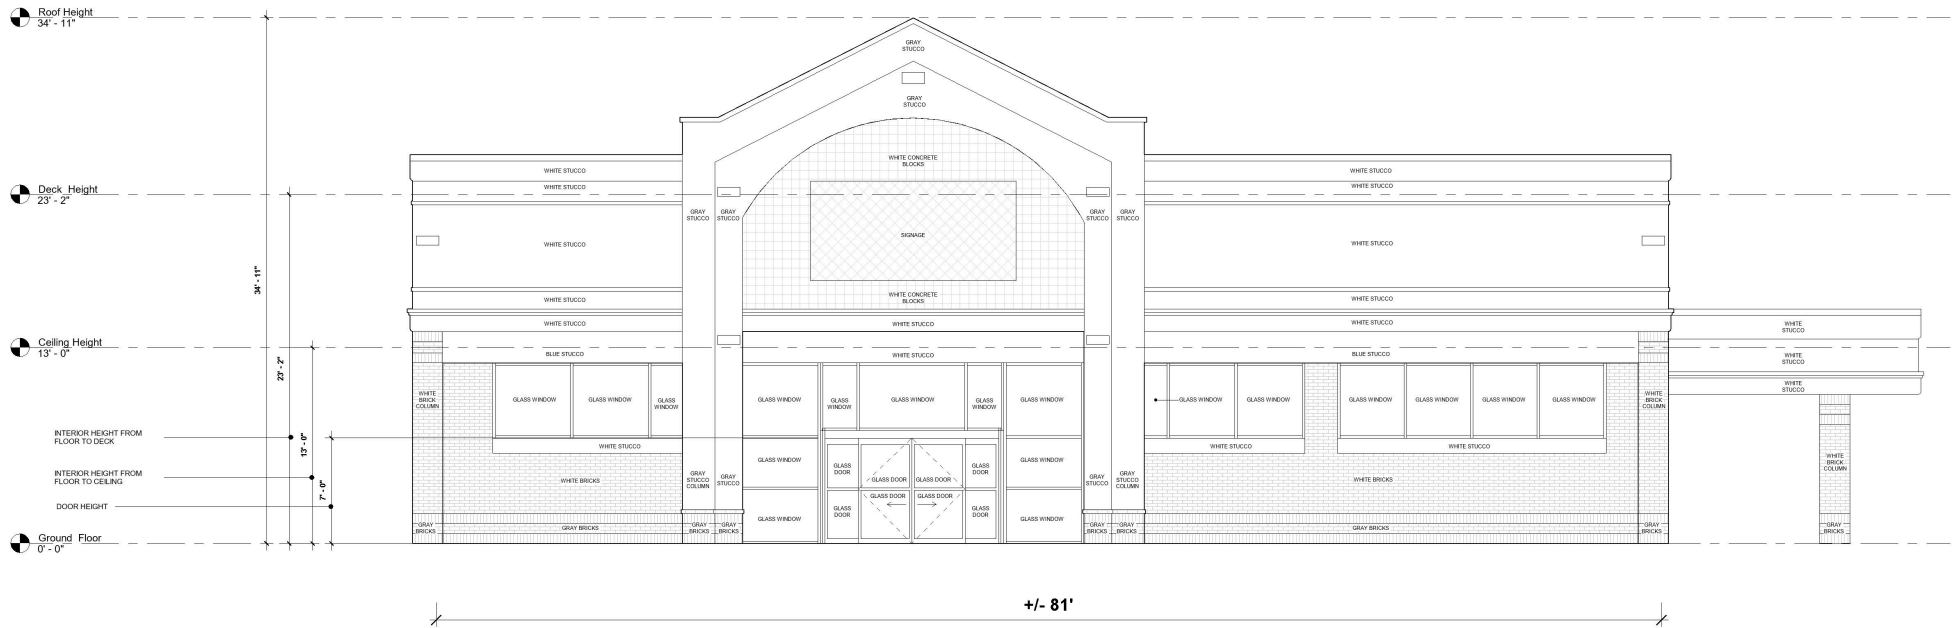 Roof Height
34' - 11"
GRAY
STUCCO
GRAY
STUCCO
WHITE CONCRETE
BLOCKS
WHITE STUCCO
WHITE STUCCO
WHITE STUCCO
WHITE STUCCO
Deck Height
23' - 2"
GRAY
STUCCO
GRAY
STUCCO
GRAY
STUCCO
GRAY
STUCCO
SIGNAGE
WHITE STUCCO
WHITE STUCCO
34' - 11"
WHITE CONCRETE
BLOCKS
WHITE STUCCO
WHITE STUCCO
WHITE STUCCO
WHITE STUCCO
WHITE STUCCO
WHITE
STUCCO
Ceiling Height
13' - 0"
BLUE STUCCO
WHITE STUCCO
BLUE STUCCO
WHITE
STUCCO
23' - 2"
WHITE
STUCCO
WHITE
BRICK
COLUMN
GLASS WINDOW
GLASS WINDOW
GLASS
WINDOW
GLASS WINDOW
GLASS
WINDOW
GLASS WINDOW
GLASS
WINDOW
GLASS WINDOW
GLASS WINDOW
GLASS WINDOW
GLASS WINDOW
GLASS WINDOW
GLASS WINDOW
GLASS WINDOW
WHITE
BRICK
COLUMN
INTERIOR HEIGHT FROM
FLOOR TO DECK
13' - 0"
WHITE STUCCO
WHITE STUCCO
WHITE STUCCO
GLASS WINDOW
GLASS WINDOW
WHITE
BRICK
COLUMN
INTERIOR HEIGHT FROM
FLOOR TO CEILING
7' - 0"
WHITE BRICKS
GRAY
STUCCO
COLUMN
GRAY
STUCCO
GLASS
DOOR
GLASS DOOR
GLASS DOOR
GLASS
DOOR
GRAY
STUCCO
GRAY
STUCCO
COLUMN
WHITE BRICKS
GLASS DOOR
GLASS DOOR
DOOR HEIGHT
GLASS
DOOR
GLASS
DOOR
GLASS WINDOW
GLASS WINDOW
GRAY
BRICKS
GRAY BRICKS
GRAY
BRICKS
GRAY
BRICKS
GRAY
BRICKS
GRAY
BRICKS
GRAY BRICKS
GRAY
BRICKS
GRAY
BRICKS
Ground Floor
0' - 0"
+/- 81'